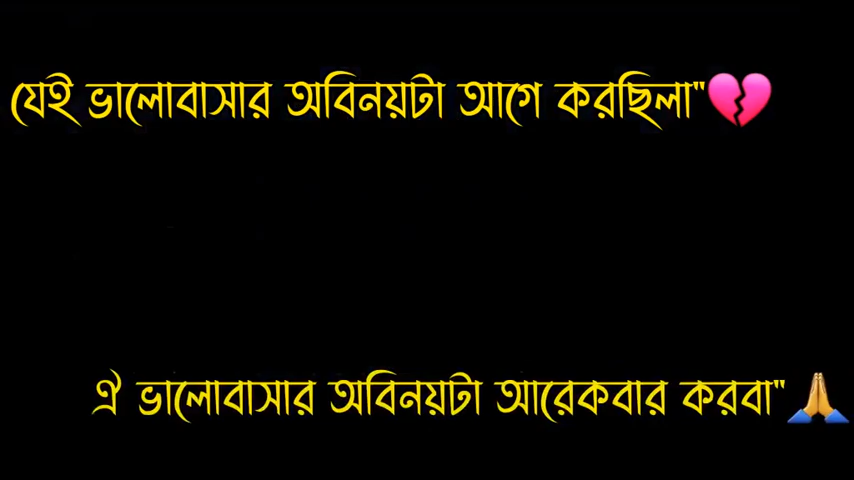 যেই ভালোবাসার অবিনয়টা আগে করছিলা"💔
ঐ ভালোবাসার অবিনয়টা আরেকবার করবা"🙏